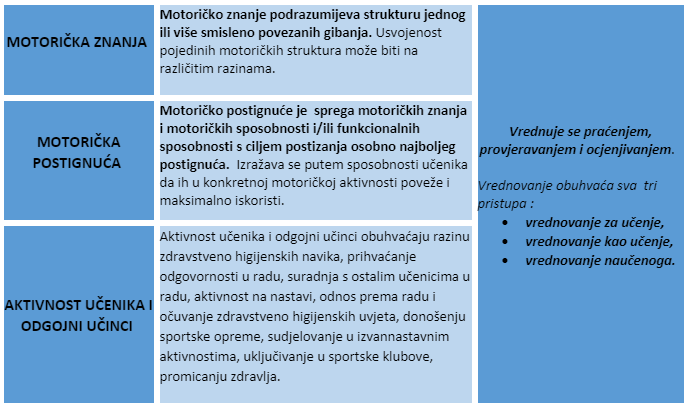 MOTORIČKA ZNANJA
Motoričko znanje podrazumijeva strukturu jednog
ili više smisleno povezanih gibanja. Usvojenost
pojedinih motoričkih struktura može biti na
različitim razinama.
MOTORIČKA
POSTIGNUĆA
Motoričko postignuće je sprega motoričkih znanja
i motoričkih sposobnosti i/ili funkcionalnih
sposobnosti s ciljem postizanja osobno najboljeg
postignuća. Izražava se putem sposobnosti učenika
da ih u konkretnoj motoričkoj aktivnosti poveže i
maksimalno iskoristi.
AKTIVNOST UČENIKA I
ODGOJNI UČINCI
Aktivnost učenika i odgojni učinci obuhvaćaju razinu
zdravstveno higijenskih navika, prihvaćanje
odgovornosti u radu, suradnja s ostalim učenicima u
radu, aktivnost na nastavi, odnos prema radu i
očuvanje zdravstveno higijenskih uvjeta, donošenju
sportske opreme, sudjelovanje u izvannastavnim
aktivnostima, uključivanje u sportske klubove,
promicanju zdravlja.
Vrednuje se praćenjem,
provjeravanjem i ocjenjivanjem.
Vrednovanje obuhvaća sva tri
pristupa :
• vrednovanje za učenje,
• vrednovanje kao učenje,
• vrednovanje naučenoga.